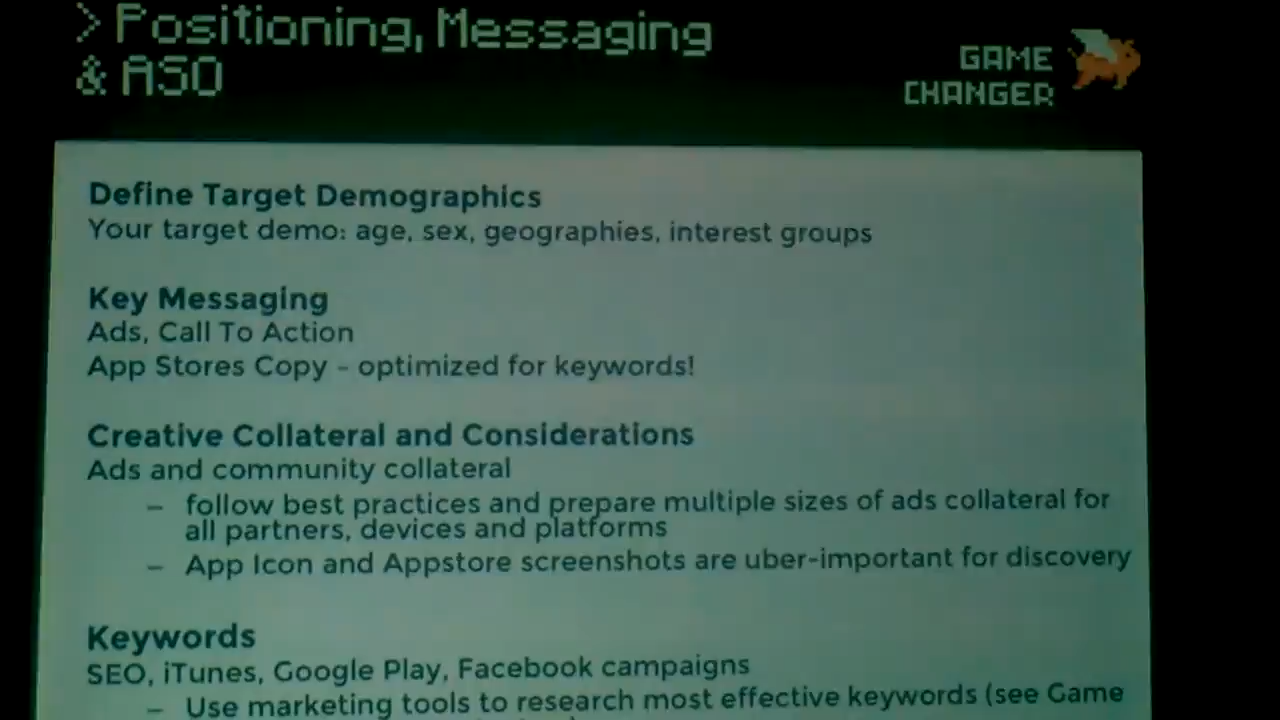 > Positioning, Messaging
& ASO
GAME
CHANGER
Define Target Demographics
Your target demo: age, sex, geographies, interest groups
Key Messaging
Ads, Call To Action
App Stores Copy - optimized for keywords!
Creative Collateral and Considerations
Ads and community collateral
– follow best practices and prepare multiple sizes of ads collateral for
all partners, devices and platforms
– App Icon and Appstore screenshots are uber-important for discovery
Keywords
SEO, iTunes, Google Play, Facebook campaigns
– Use marketing tools to research most effective keywords (see Game